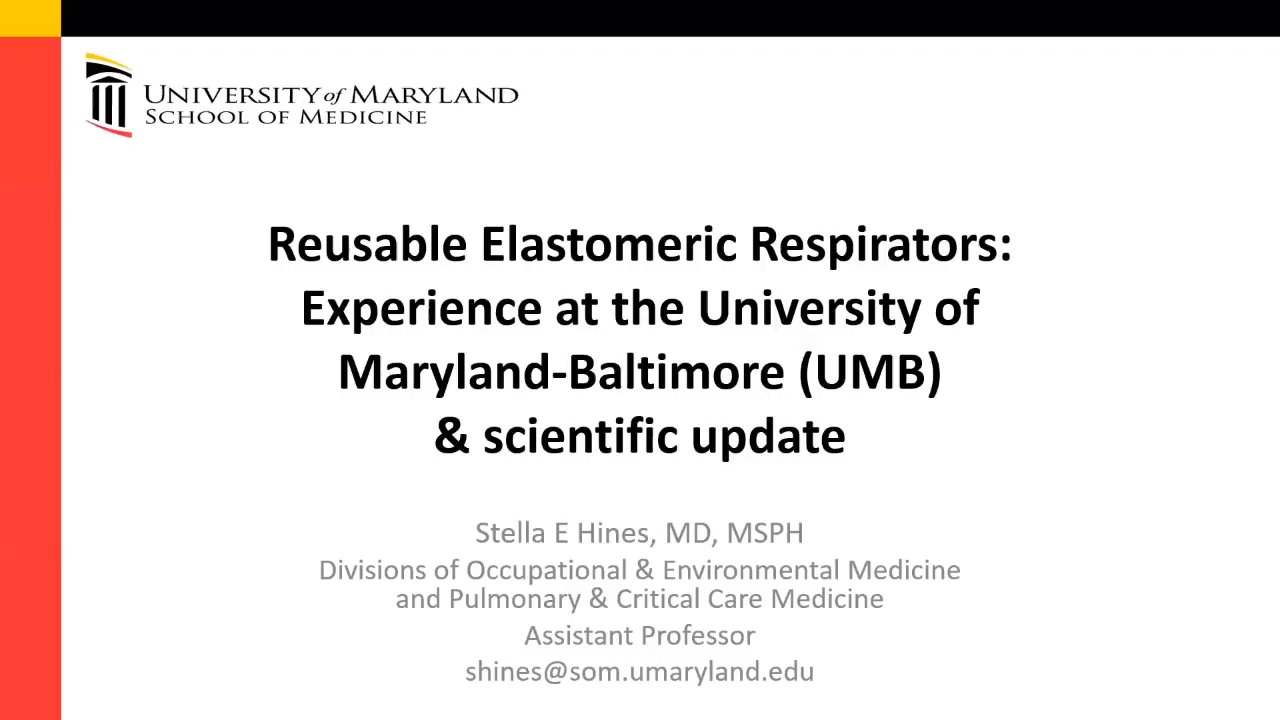 UNIVERSITY of MARYLAND
SCHOOL OF MEDICINE
Reusable Elastomeric Respirators:
Experience at the University of
Maryland-Baltimore (UMB)
& scientific update
Stella E Hines, MD, MSPH
Divisions of Occupational & Environmental Medicine
and Pulmonary & Critical Care Medicine
Assistant Professor
shines@som.umaryland.edu